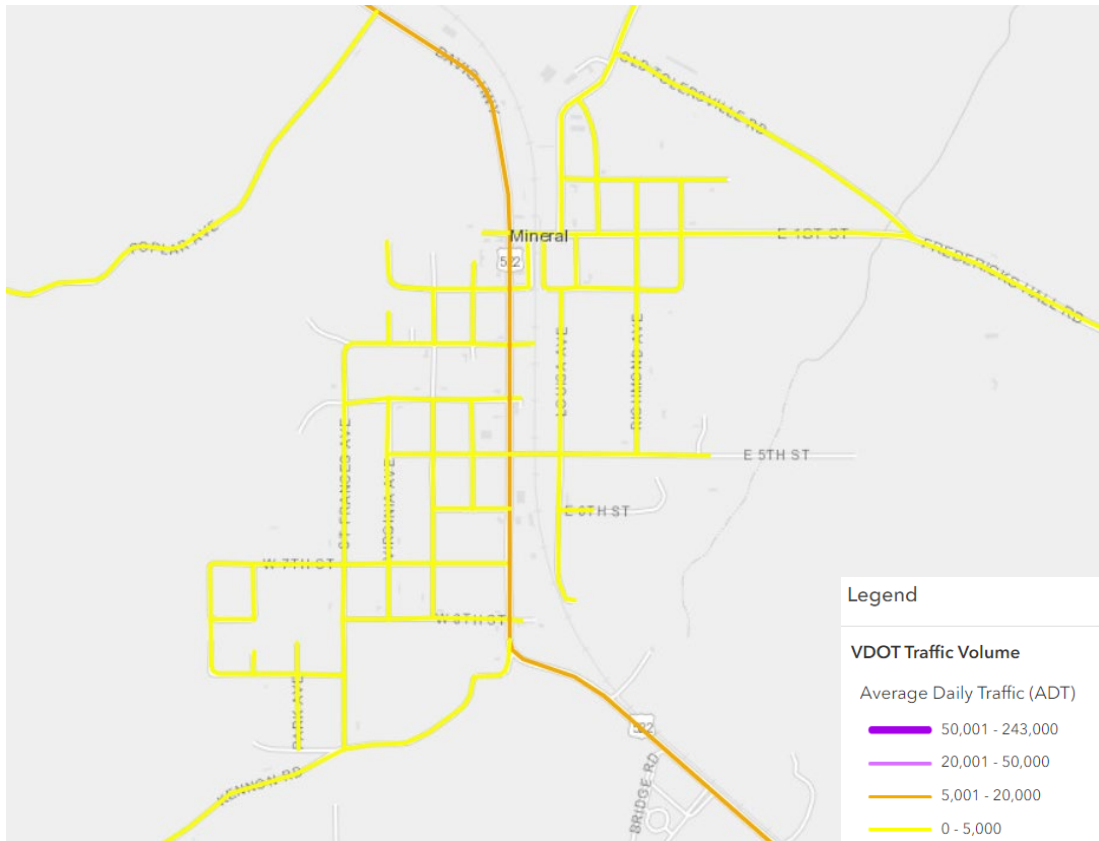 DAVIS HWY
OLD TOLERSVILLE RD
POPLAR AVE
Mineral
E 1ST ST
522
FREDERICKS HALL RD
LOUISA AVE
RICHMOND AVE
ST FRANCES AVE
VIRGINIA AVE
E 5TH ST
E 6TH ST
W 7TH ST
W 8TH ST
PARK AVE
KENNON RD
522
BRIDGE RD
Legend
VDOT Traffic Volume
Average Daily Traffic (ADT)
50,001 - 243,000
20,001 - 50,000
5,001 - 20,000
0 - 5,000